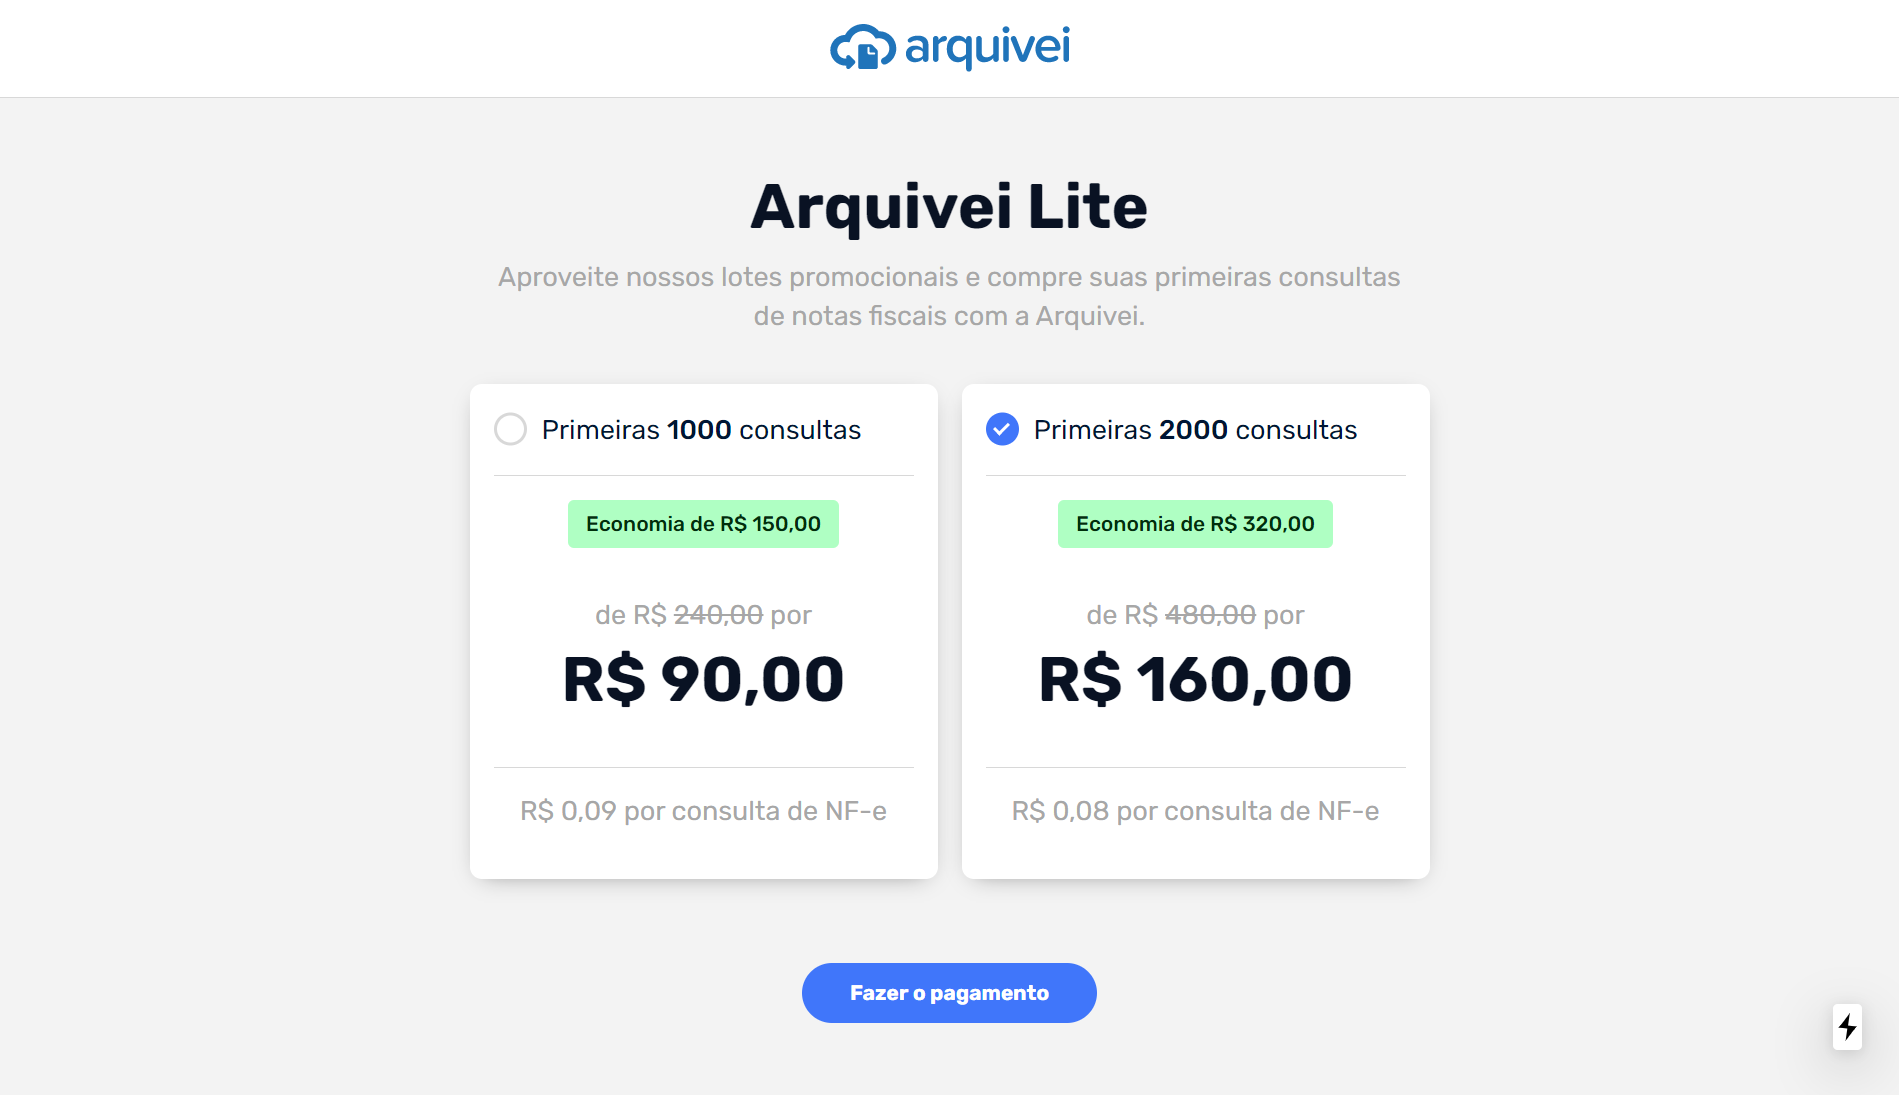 arquivei
Arquivei Lite
Aproveite nossos lotes promocionais e compre suas primeiras consultas
de notas fiscais com a Arquivei.
Primeiras 1000 consultas
Economia de R$ 150,00
de R$ 240,00 por
R$ 90,00
R$ 0,09 por consulta de NF-e
Primeiras 2000 consultas
Economia de R$ 320,00
de R$ 480,00 por
R$ 160,00
R$ 0,08 por consulta de NF-e
Fazer o pagamento